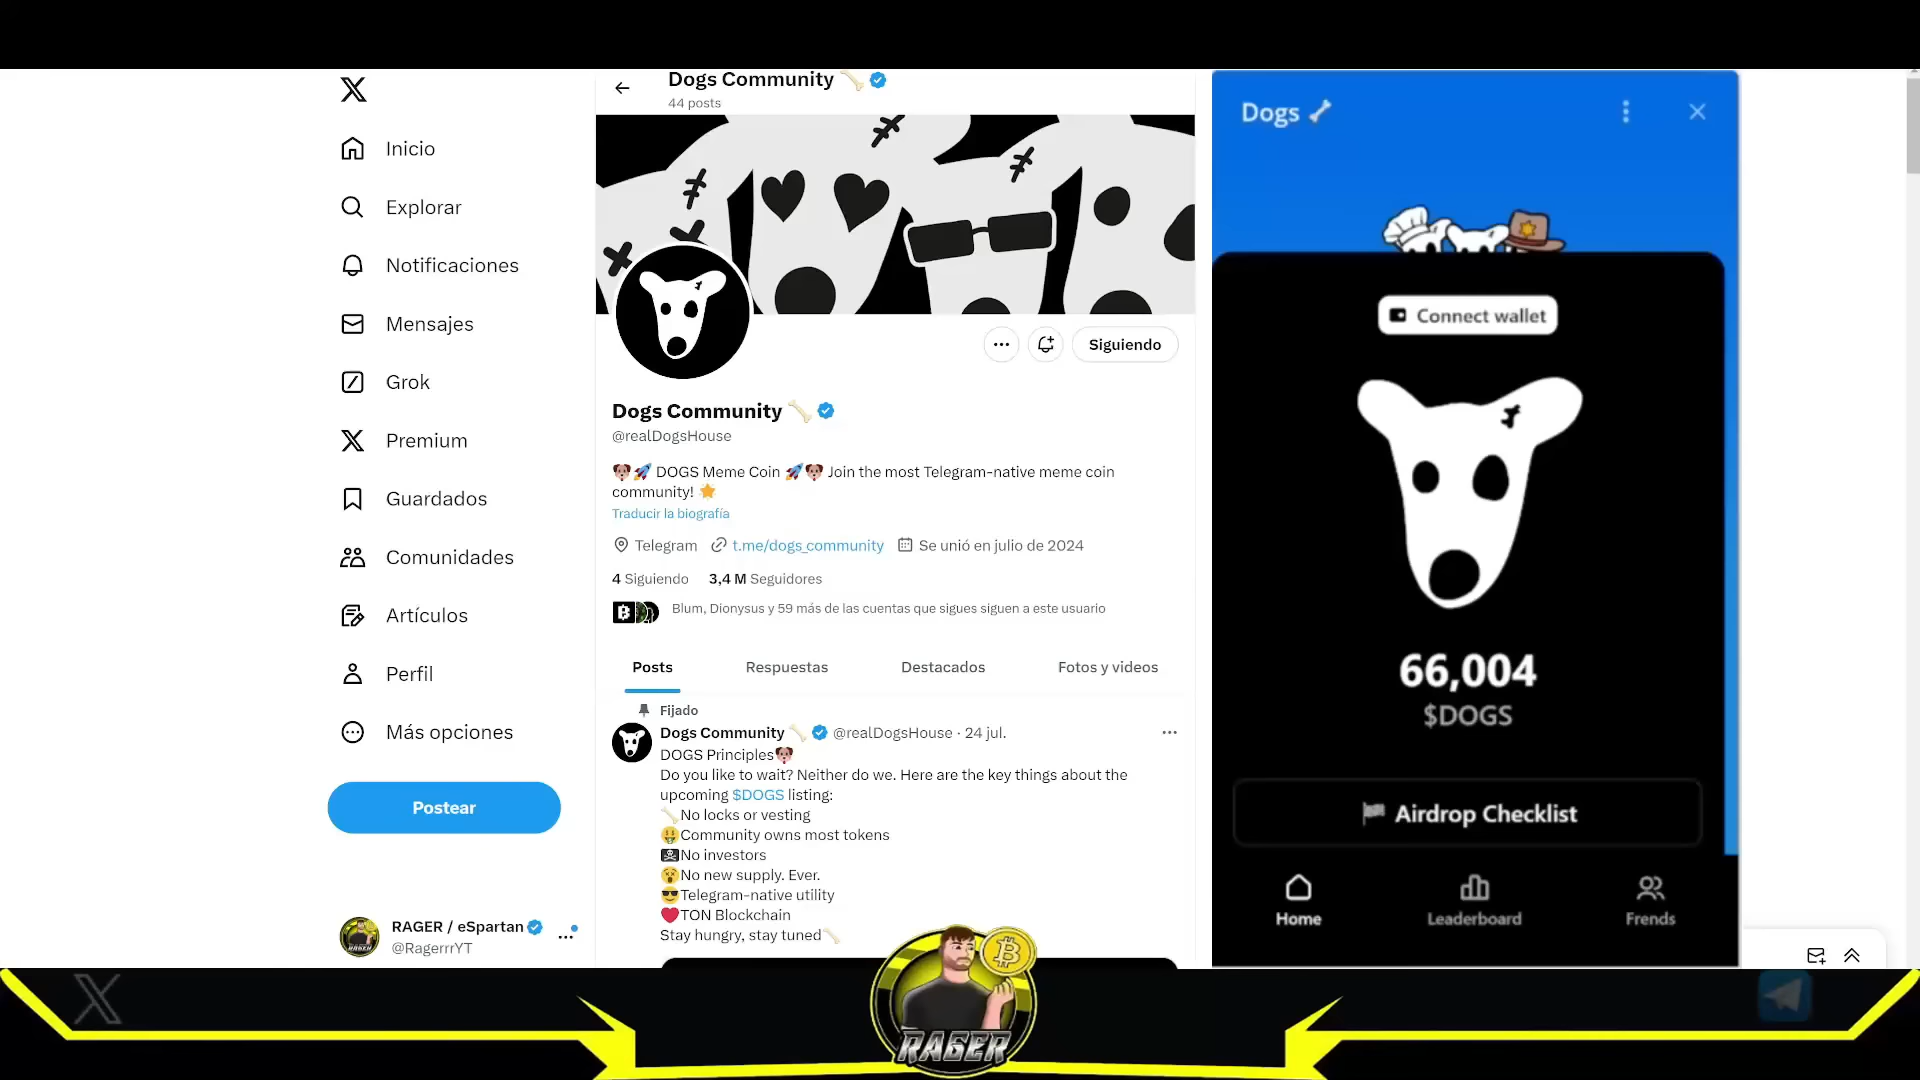 Dogs Community
44 posts
Inicio
Explorar
Notificaciones
Mensajes
Grok
Premium
Guardados
Comunidades
Artículos
Perfil
Más opciones
Postear
RAGER / eSpartan
@RagerrrYT
Siguiendo
Dogs Community
@realDogsHouse
🐶🚀 DOGS Meme Coin 🚀🐶 Join the most Telegram-native meme coin
community! 🌟
Traducir la biografía
Telegram t.me/dogs_community Se unió en julio de 2024
4 Siguiendo 3,4 M Seguidores
Blum, Dionysus y 59 más de las cuentas que sigues siguen a este usuario
Posts Respuestas Destacados Fotos y videos
Fijado
Dogs Community @realDogsHouse · 24 jul.
DOGS Principles🐶
Do you like to wait? Neither do we. Here are the key things about the
upcoming $DOGS listing:
🦴No locks or vesting
🤑Community owns most tokens
🏴‍☠️No investors
😲No new supply. Ever.
😎Telegram-native utility
❤️TON Blockchain
Stay hungry, stay tuned🦴
Dogs 🦴
Connect wallet
66,004
$DOGS
Airdrop Checklist
Home Leaderboard Frends
RAGER